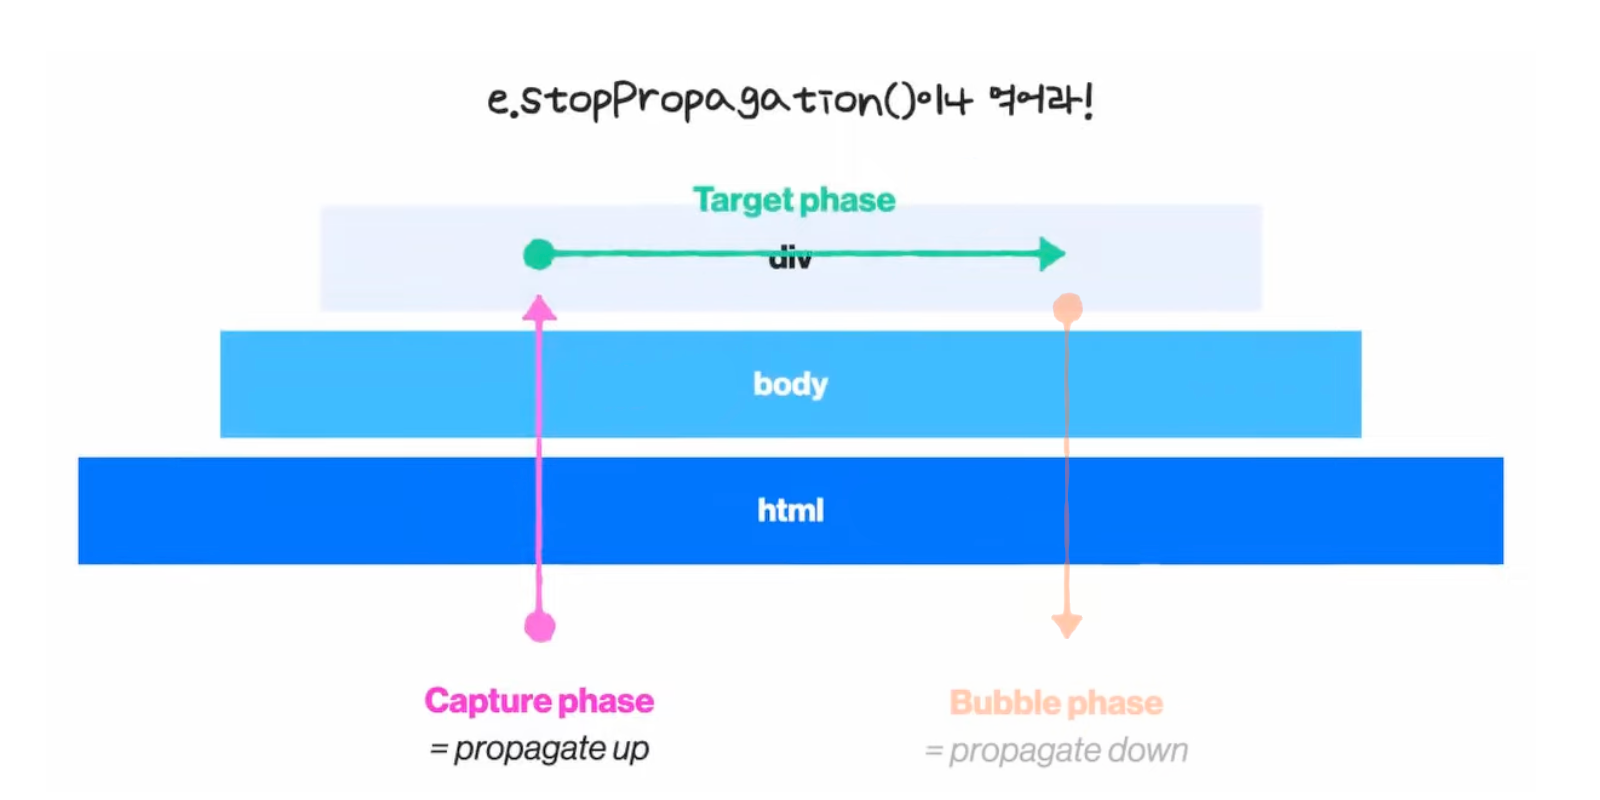 e.stopPropagation()이나 먹어라!
Target phase
div
body
html
Capture phase
= propagate up
Bubble phase
= propagate down